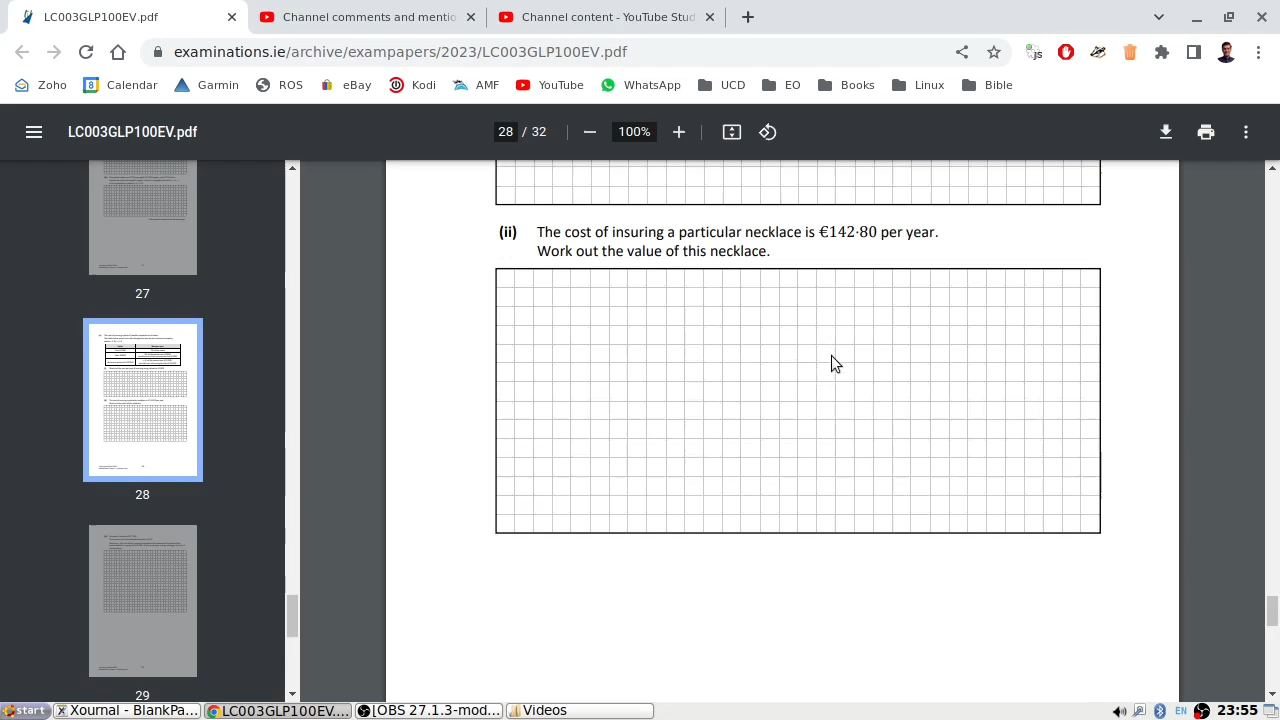 LC003GLP100EV.pdf
Channel comments and mentio
Channel content - YouTube Stud
examinations.ie/archive/exampapers/2023/LC003GLP100EV.pdf
Zoho Calendar Garmin ROS eBay Kodi AMF YouTube WhatsApp UCD EO Books Linux Bible
LC003GLP100EV.pdf
28 / 32
100%
27
28
29
(ii) The cost of insuring a particular necklace is €142·80 per year.
Work out the value of this necklace.
start
Xournal - BlankPa...
LC003GLP100EV....
[OBS 27.1.3-mod...
Videos
EN
23:55